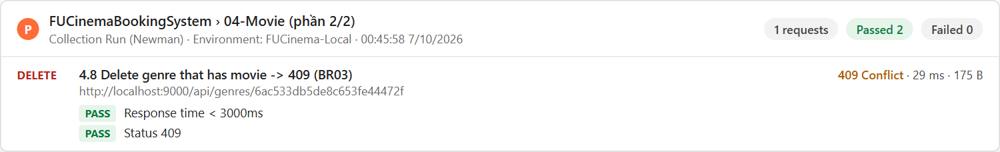 P
FUCinemaBookingSystem › 04-Movie (phần 2/2)
Collection Run (Newman) · Environment: FUCinema-Local · 00:45:58 7/10/2026
1 requests
Passed 2
Failed 0
DELETE
4.8 Delete genre that has movie -> 409 (BR03)
409 Conflict · 29 ms · 175 B
http://localhost:9000/api/genres/6ac533db5de8c653fe44472f
PASS Response time < 3000ms
PASS Status 409